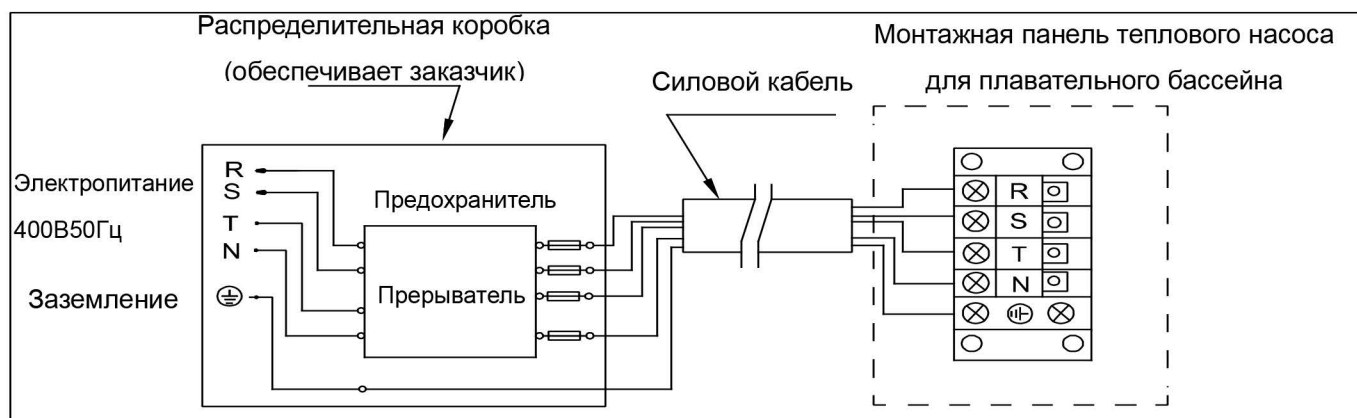 Распределительная коробка
(обеспечивает заказчик)
Силовой кабель
Монтажная панель теплового насоса
для плавательного бассейна
Электропитание
400В50Гц
Заземление
R
S
T
N
Предохранитель
Прерыватель
R
S
T
N